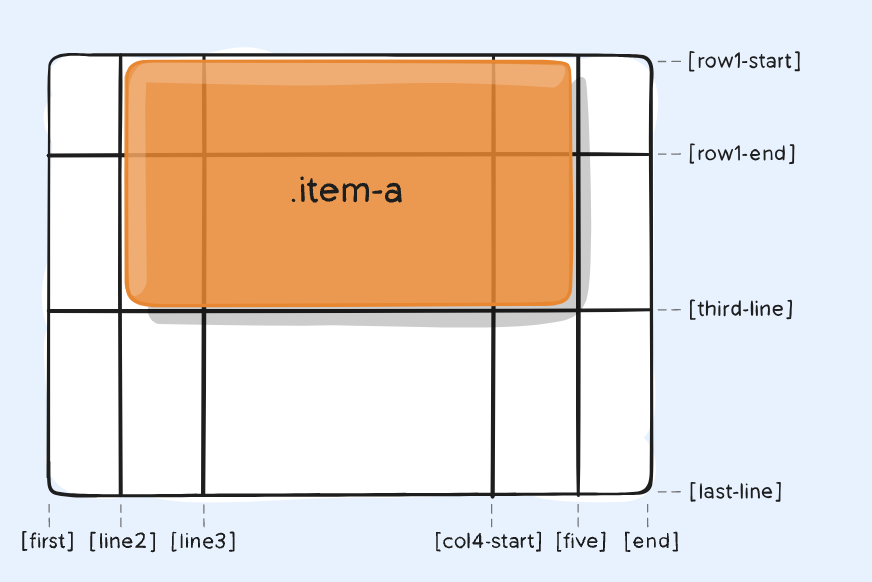 [row1-start]
[row1-end]
.item-a
[third-line]
[last-line]
[first] [line2] [line3] [col4-start] [five] [end]